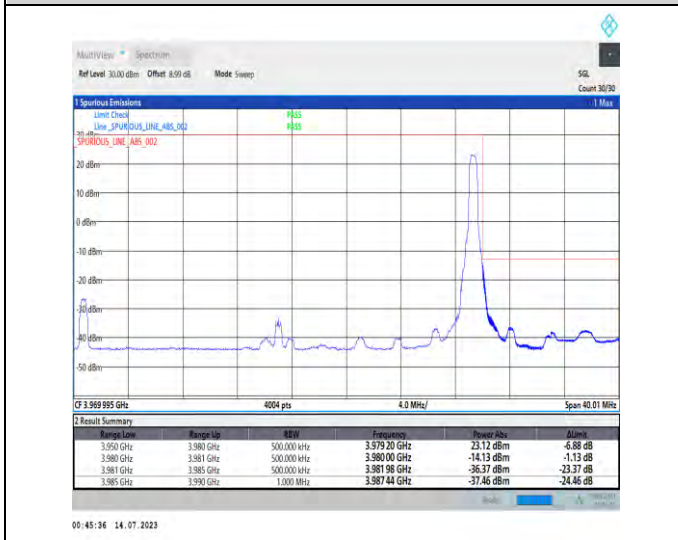 MultiView Spectrum
Ref Level 30.00 dBm Offset 8.99 dB Mode Sweep SGL
Count 30/30
1 Spurious Emissions 1 Max
Limit Check PASS
Line _SPURIOUS_LINE_ABS_002 PASS
30 dBm
_SPURIOUS_LINE_ABS_002
20 dBm
10 dBm
0 dBm
-10 dBm
-20 dBm
-30 dBm
-40 dBm
-50 dBm
CF 3.969 995 GHz 4004 pts 4.0 MHz/ Span 40.01 MHz
2 Result Summary
Range Low Range Up RBW Frequency Power Abs ΔLimit
3.950 GHz 3.980 GHz 500.000 kHz 3.979 20 GHz 23.12 dBm -6.88 dB
3.980 GHz 3.981 GHz 500.000 kHz 3.980 00 GHz -14.13 dBm -1.13 dB
3.981 GHz 3.985 GHz 500.000 kHz 3.981 98 GHz -36.37 dBm -23.37 dB
3.985 GHz 3.990 GHz 1.000 MHz 3.987 44 GHz -37.46 dBm -24.46 dB
Ready
00:45:36 14.07.2023